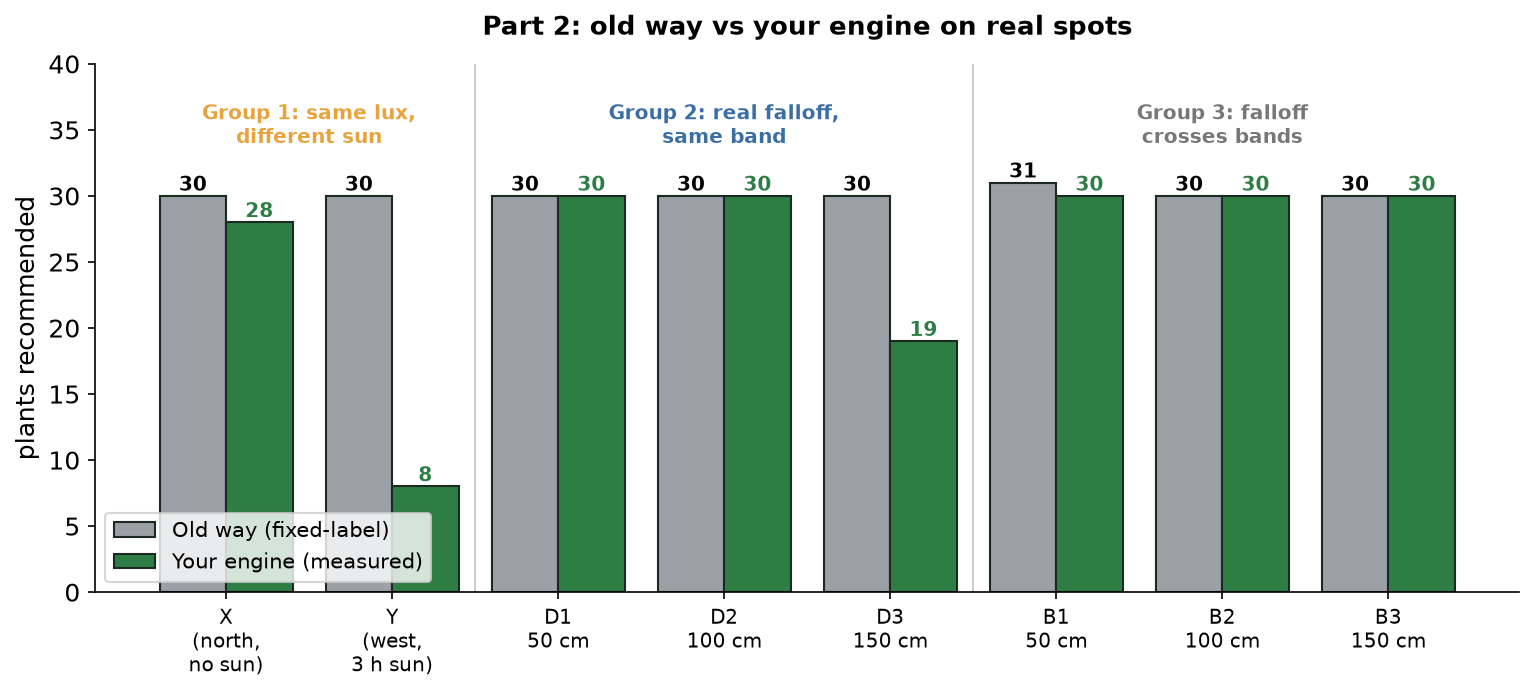 Part 2: old way vs your engine on real spots
plants recommended
40
35
30
25
20
15
10
5
0
Group 1: same lux,
different sun
Group 2: real falloff,
same band
Group 3: falloff
crosses bands
30
28
30
8
30
30
30
30
30
19
31
30
30
30
30
30
Old way (fixed-label)
Your engine (measured)
X
(north,
no sun)
Y
(west,
3 h sun)
D1
50 cm
D2
100 cm
D3
150 cm
B1
50 cm
B2
100 cm
B3
150 cm